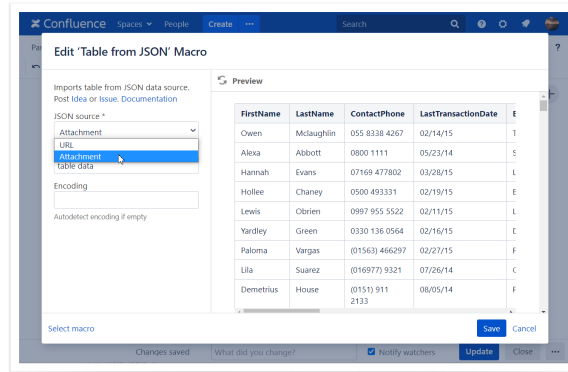 Confluence Spaces People Create ··· Search
Edit 'Table from JSON' Macro
?
Imports table from JSON data source.
Post Idea or Issue. Documentation
JSON source *
Attachment
URL
Attachment
table data
Encoding
Autodetect encoding if empty
Preview
FirstName LastName ContactPhone LastTransactionDate
Owen Mclaughlin 055 8338 4267 02/14/15
Alexa Abbott 0800 1111 05/23/14
Hannah Evans 07169 477802 03/28/15
Hollee Chaney 0500 493331 02/19/15
Lewis Obrien 0997 955 5522 02/11/15
Yardley Green 0330 136 0564 02/16/15
Paloma Vargas (01563) 466297 02/27/15
Lila Suarez (016977) 9321 07/26/14
Demetrius House (0151) 911 08/05/14
2133
Select macro Save Cancel
Changes saved What did you change? Notify watchers Update Close ···